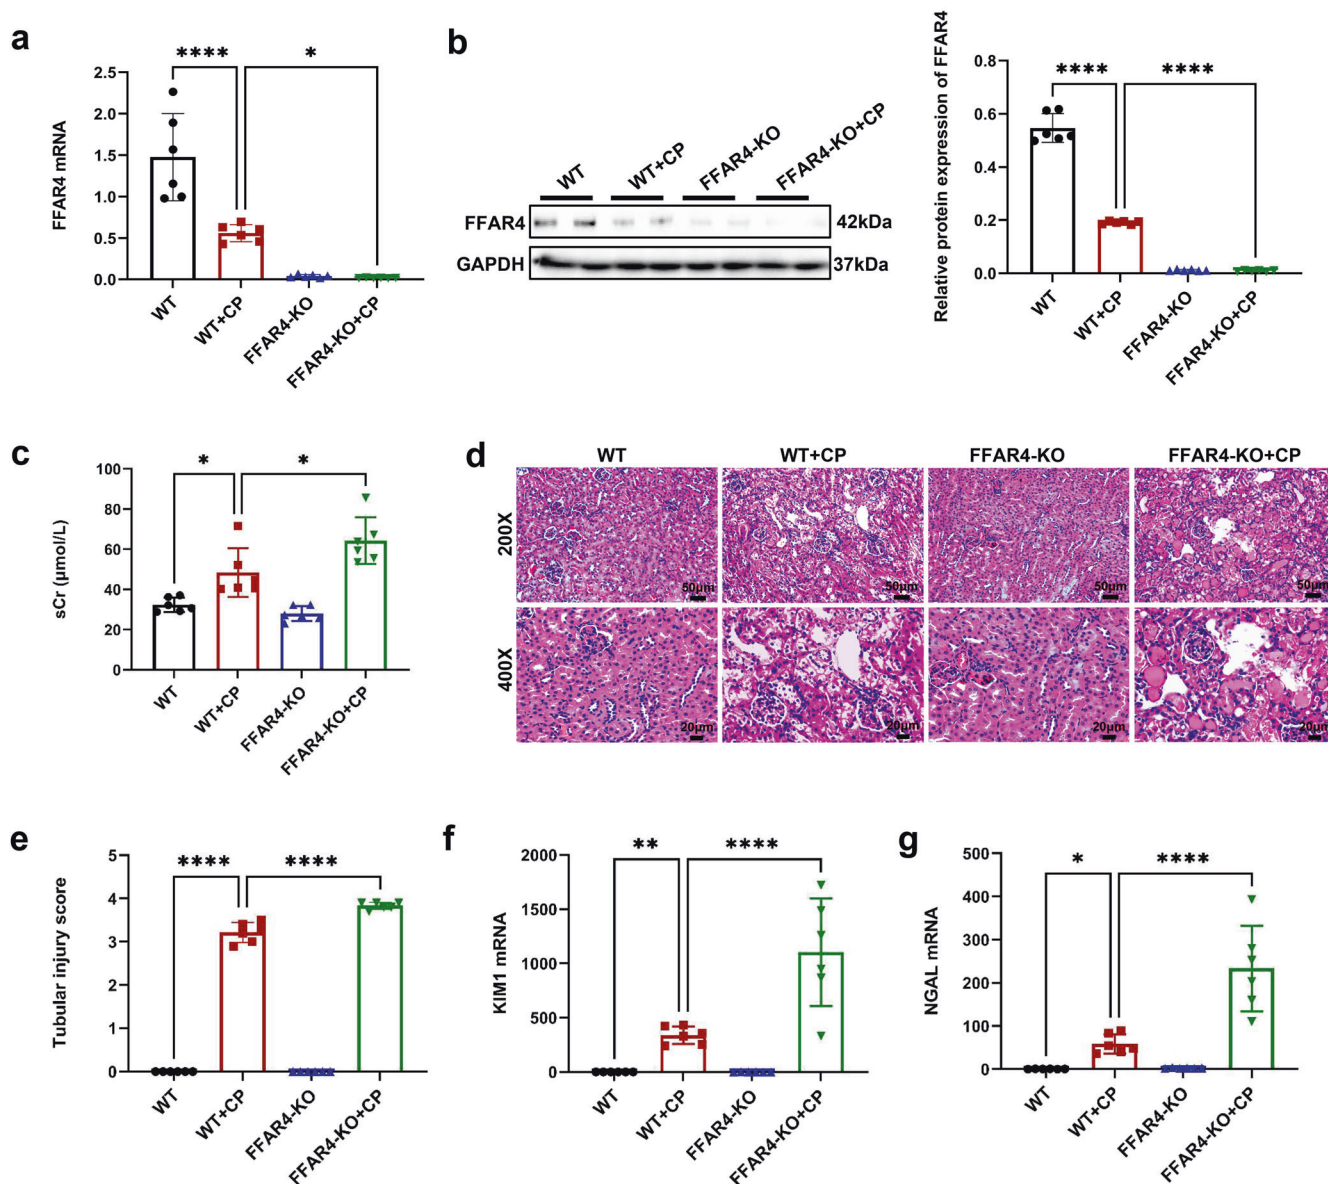 a
**** *
FFAR4 mRNA
2.5
2.0
1.5
1.0
0.5
0.0
WT
WT+CP
FFAR4-KO
FFAR4-KO+CP
b
WT
WT+CP
FFAR4-KO
FFAR4-KO+CP
FFAR4
42kDa
GAPDH
37kDa
Relative protein expression of FFAR4
**** ****
0.8
0.6
0.4
0.2
0.0
WT
WT+CP
FFAR4-KO
FFAR4-KO+CP
c
* *
sCr (μmol/L)
100
80
60
40
20
0
WT
WT+CP
FFAR4-KO
FFAR4-KO+CP
d
WT WT+CP FFAR4-KO FFAR4-KO+CP
200X
50μm 50μm 50μm 50μm
400X
20μm 20μm 20μm 20μm
e
**** ****
Tubular injury score
5
4
3
2
1
0
WT
WT+CP
FFAR4-KO
FFAR4-KO+CP
f
** ****
KIM1 mRNA
2000
1500
1000
500
0
WT
WT+CP
FFAR4-KO
FFAR4-KO+CP
g
* ****
NGAL mRNA
500
400
300
200
100
0
WT
WT+CP
FFAR4-KO
FFAR4-KO+CP